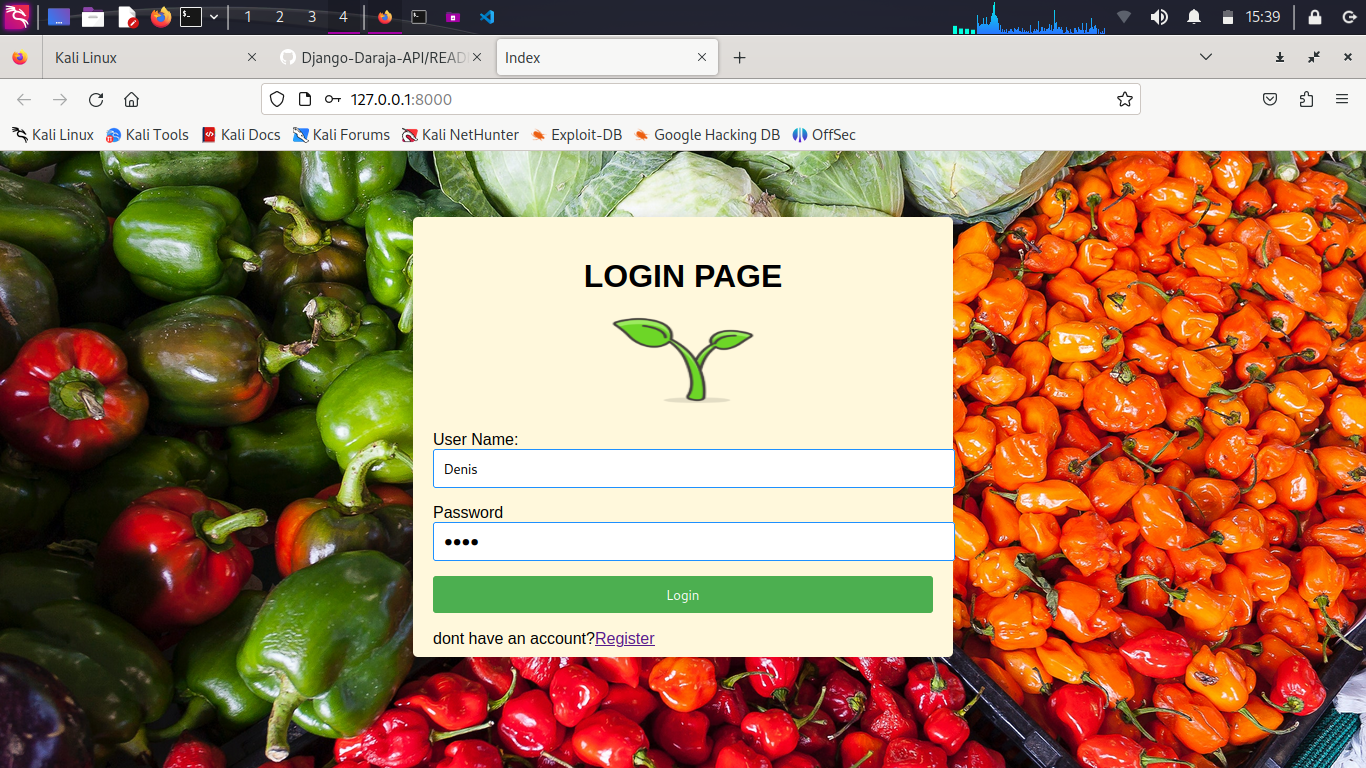 1 2 3 4 15:39
Kali Linux Django-Daraja-API/READ Index
127.0.0.1:8000
Kali Linux Kali Tools Kali Docs Kali Forums Kali NetHunter Exploit-DB Google Hacking DB OffSec
LOGIN PAGE
User Name:
Denis
Password
••••
Login
dont have an account?Register